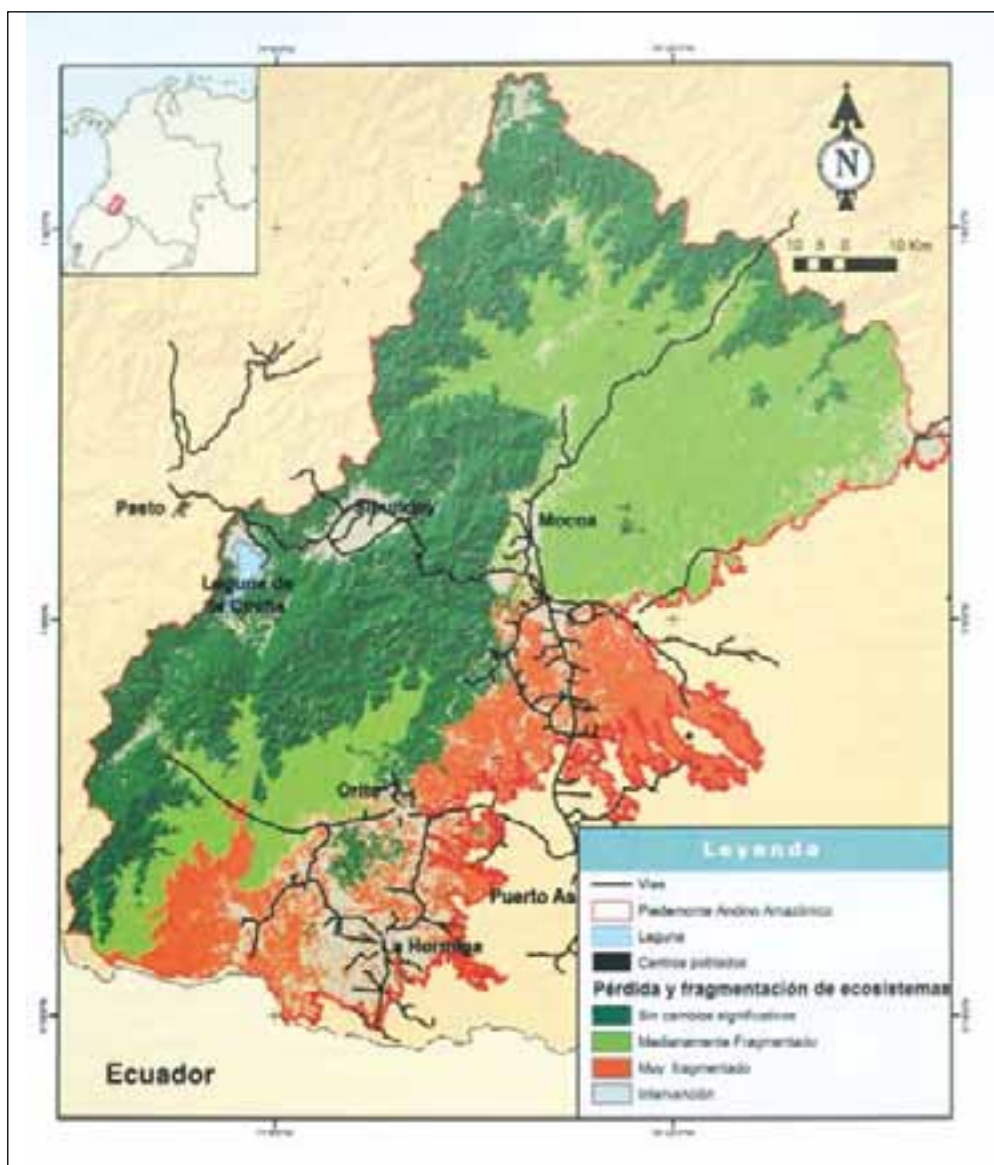 N
10 5 0 10 Km
Pasto
Sibundoy
Mocoa
Laguna de
la Cocha
Orito
Puerto As
La Hormiga
Ecuador
Leyenda
Vías
Piedemonte Andino Amazónico
Laguna
Centros poblados
Pérdida y fragmentación de ecosistemas
Sin cambios significativos
Medianamente Fragmentado
Muy fragmentado
Intervención